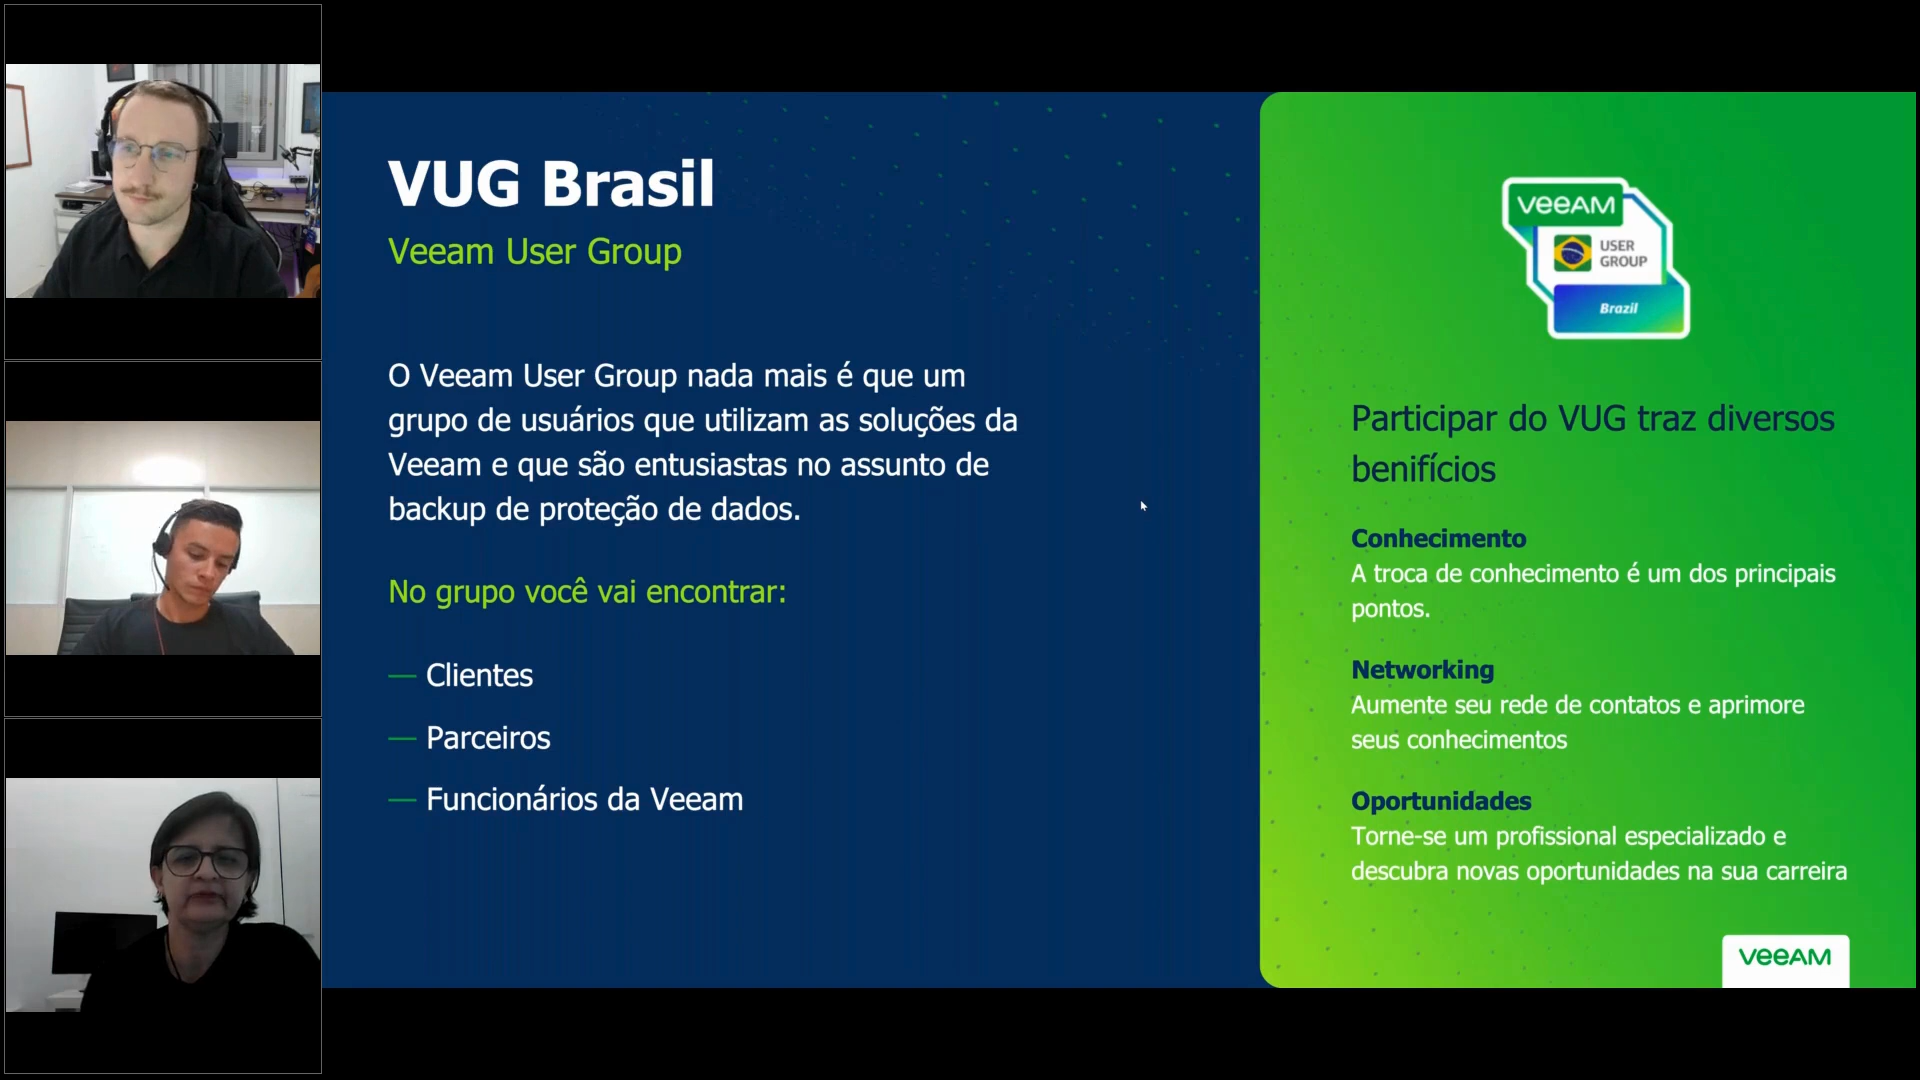 VUG Brasil
Veeam User Group
O Veeam User Group nada mais é que um
grupo de usuários que utilizam as soluções da
Veeam e que são entusiastas no assunto de
backup de proteção de dados.
No grupo você vai encontrar:
— Clientes
— Parceiros
— Funcionários da Veeam
veeAM
USER
GROUP
Brazil
Participar do VUG traz diversos
benifícios
Conhecimento
A troca de conhecimento é um dos principais
pontos.
Networking
Aumente seu rede de contatos e aprimore
seus conhecimentos
Oportunidades
Torne-se um profissional especializado e
descubra novas oportunidades na sua carreira
veeAM